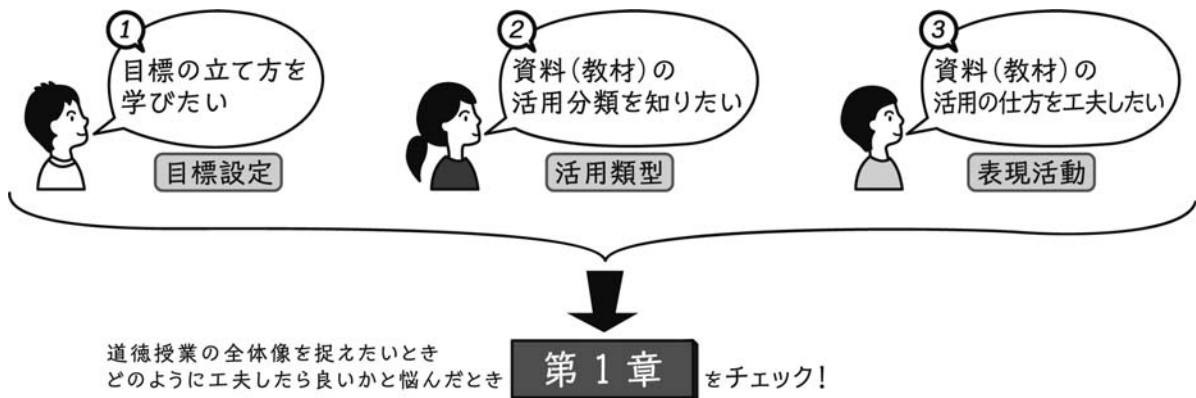 1
目標の立て方を
学びたい
目標設定
2
資料(教材)の
活用分類を知りたい
活用類型
3
資料(教材)の
活用の仕方を工夫したい
表現活動
道徳授業の全体像を捉えたいとき
どのように工夫したら良いかと悩んだとき
第1章
をチェック!